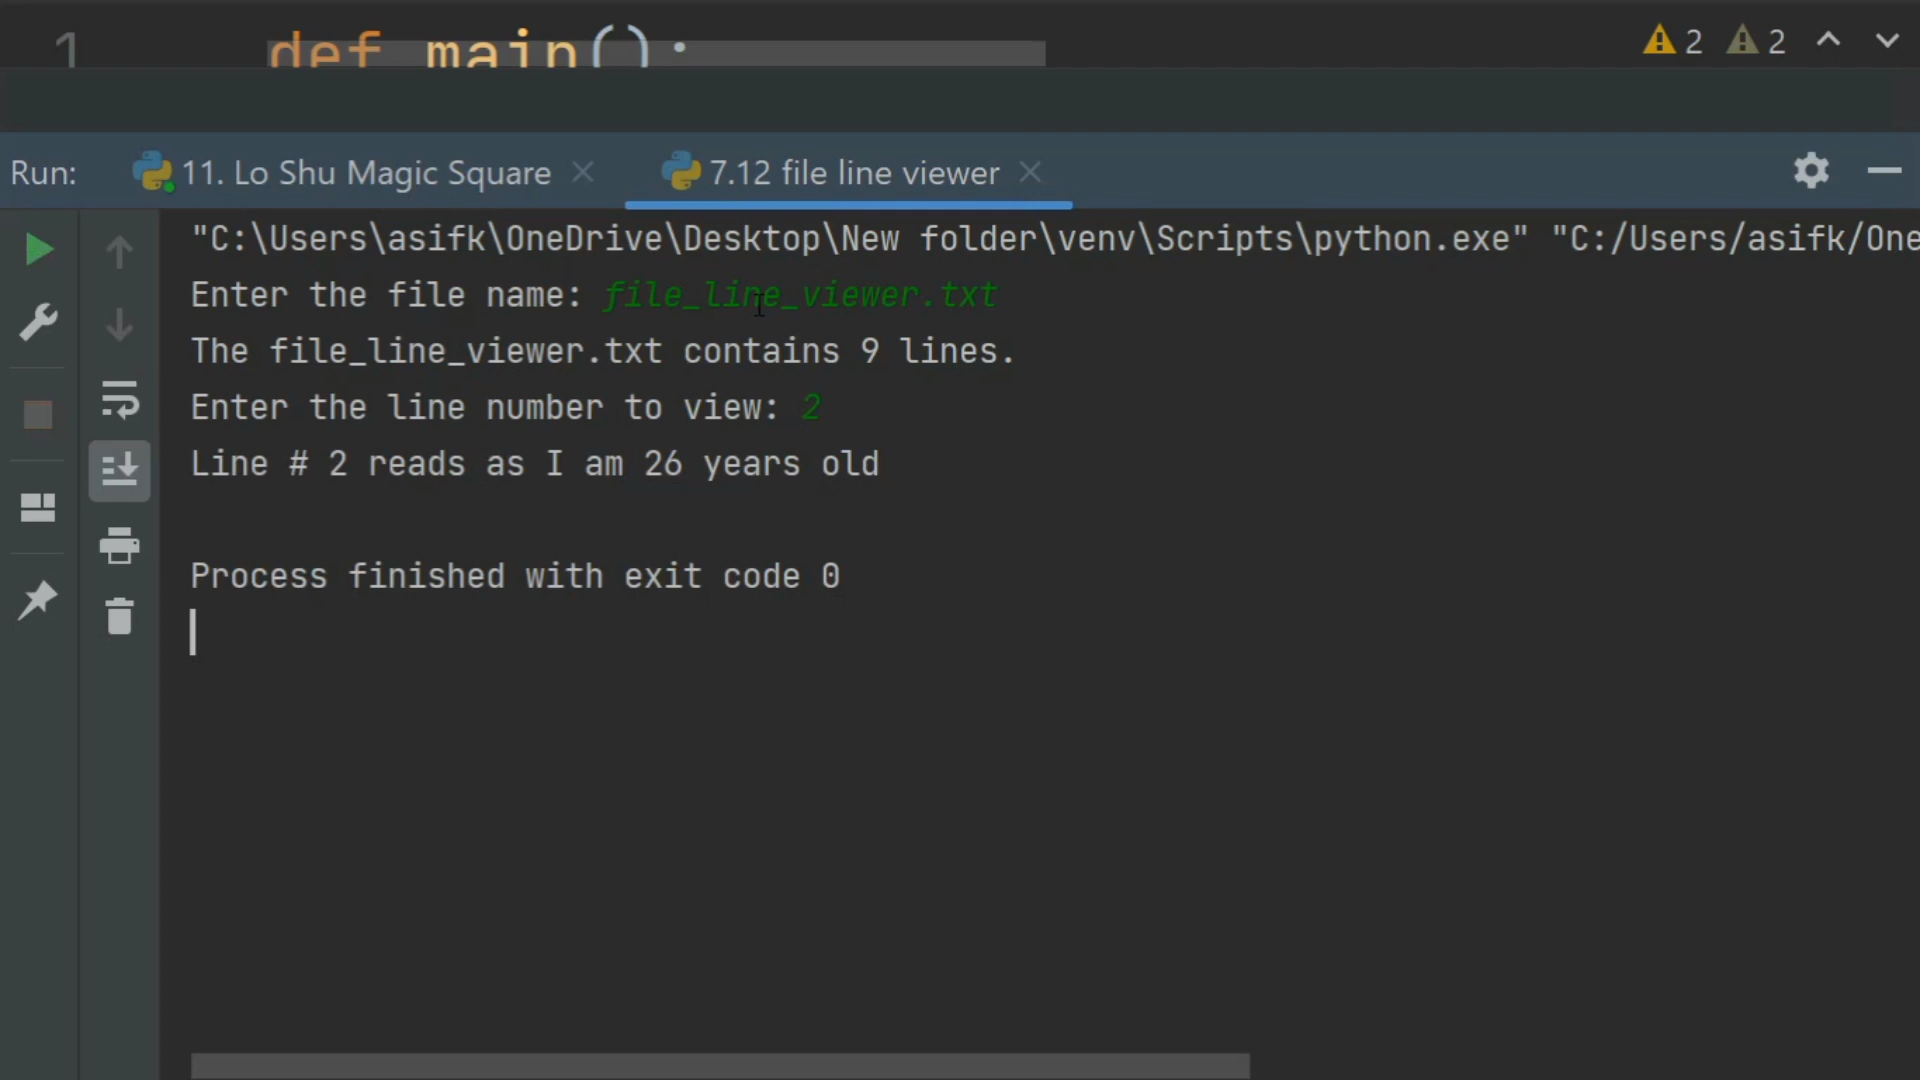 1 def main(): 2 2
Run: 11. Lo Shu Magic Square 7.12 file line viewer
"C:\Users\asifk\OneDrive\Desktop\New folder\venv\Scripts\python.exe" "C:/Users/asifk/One
Enter the file name: file_line_viewer.txt
The file_line_viewer.txt contains 9 lines.
Enter the line number to view: 2
Line # 2 reads as I am 26 years old
Process finished with exit code 0